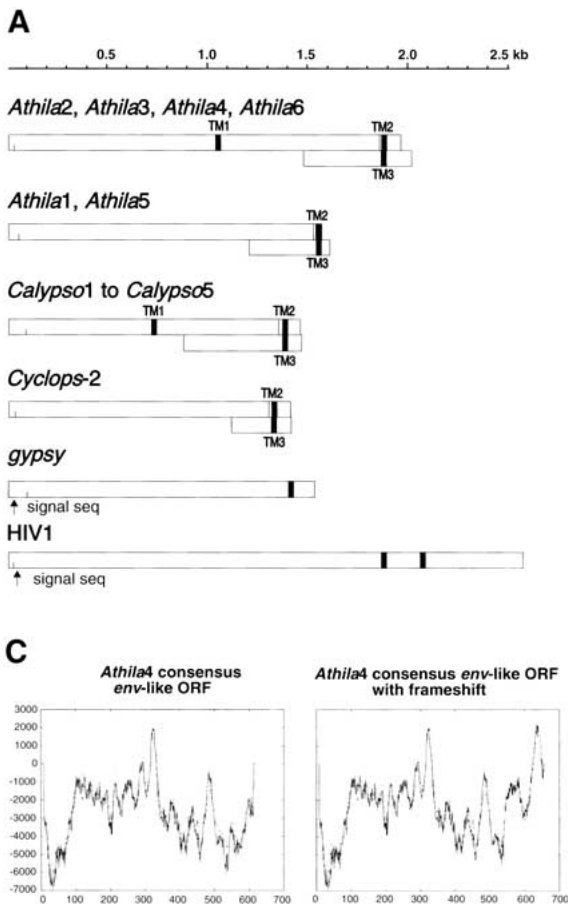 A
0.5 1.0 1.5 2.0 2.5 kb
Athila2, Athila3, Athila4, Athila6
TM1 TM2
TM3
Athila1, Athila5
TM2
TM3
Calypso1 to Calypso5
TM1 TM2
TM3
Cyclops-2
TM2
TM3
gypsy
signal seq
HIV1
signal seq
C
Athila4 consensus
env-like ORF
Athila4 consensus env-like ORF
with frameshift
3000
2000
1000
0
-1000
-2000
-3000
-4000
-5000
-6000
-7000
0 100 200 300 400 500 600 700
0 100 200 300 400 500 600 700